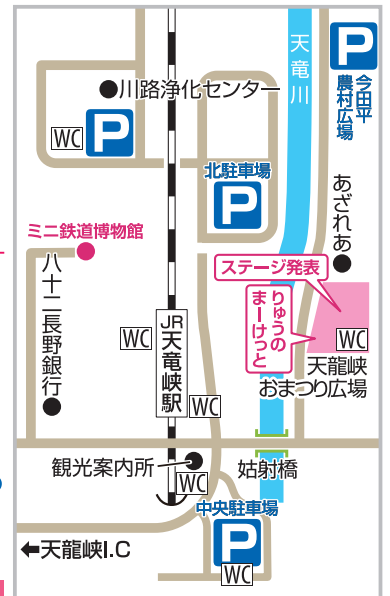 天竜川
P
今田平
農村広場
●川路浄化センター
WC
P
北駐車場
P
あざれあ
ミニ鉄道博物館
ステージ発表
りゅうの
まーけっと
八十二長野銀行
WC
JR
天竜峡駅
WC
WC
天龍峡
おまつり広場
観光案内所
WC
姑射橋
中央駐車場
P
WC
←天龍峡I.C